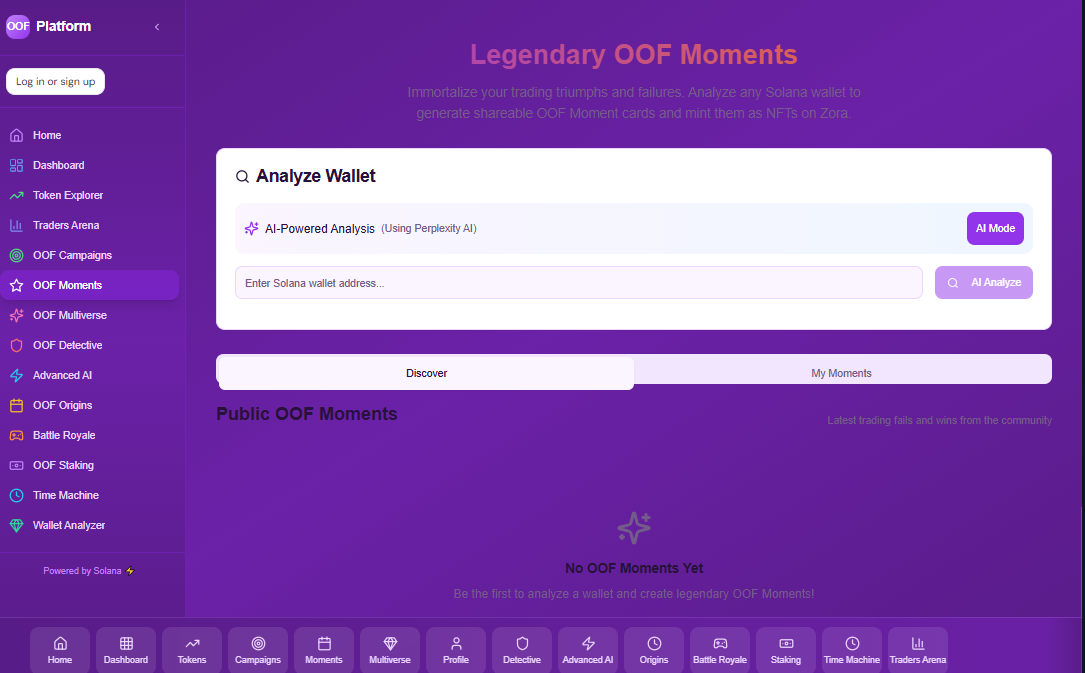 OOF Platform
Log in or sign up
Home
Dashboard
Token Explorer
Traders Arena
OOF Campaigns
OOF Moments
OOF Multiverse
OOF Detective
Advanced AI
OOF Origins
Battle Royale
OOF Staking
Time Machine
Wallet Analyzer
Powered by Solana ⚡
Legendary OOF Moments
Immortalize your trading triumphs and failures. Analyze any Solana wallet to
generate shareable OOF Moment cards and mint them as NFTs on Zora.
Analyze Wallet
AI-Powered Analysis (Using Perplexity AI)
AI Mode
Enter Solana wallet address...
AI Analyze
Discover
My Moments
Public OOF Moments
Latest trading fails and wins from the community
No OOF Moments Yet
Be the first to analyze a wallet and create legendary OOF Moments!
Home
Dashboard
Tokens
Campaigns
Moments
Multiverse
Profile
Detective
Advanced AI
Origins
Battle Royale
Staking
Time Machine
Traders Arena